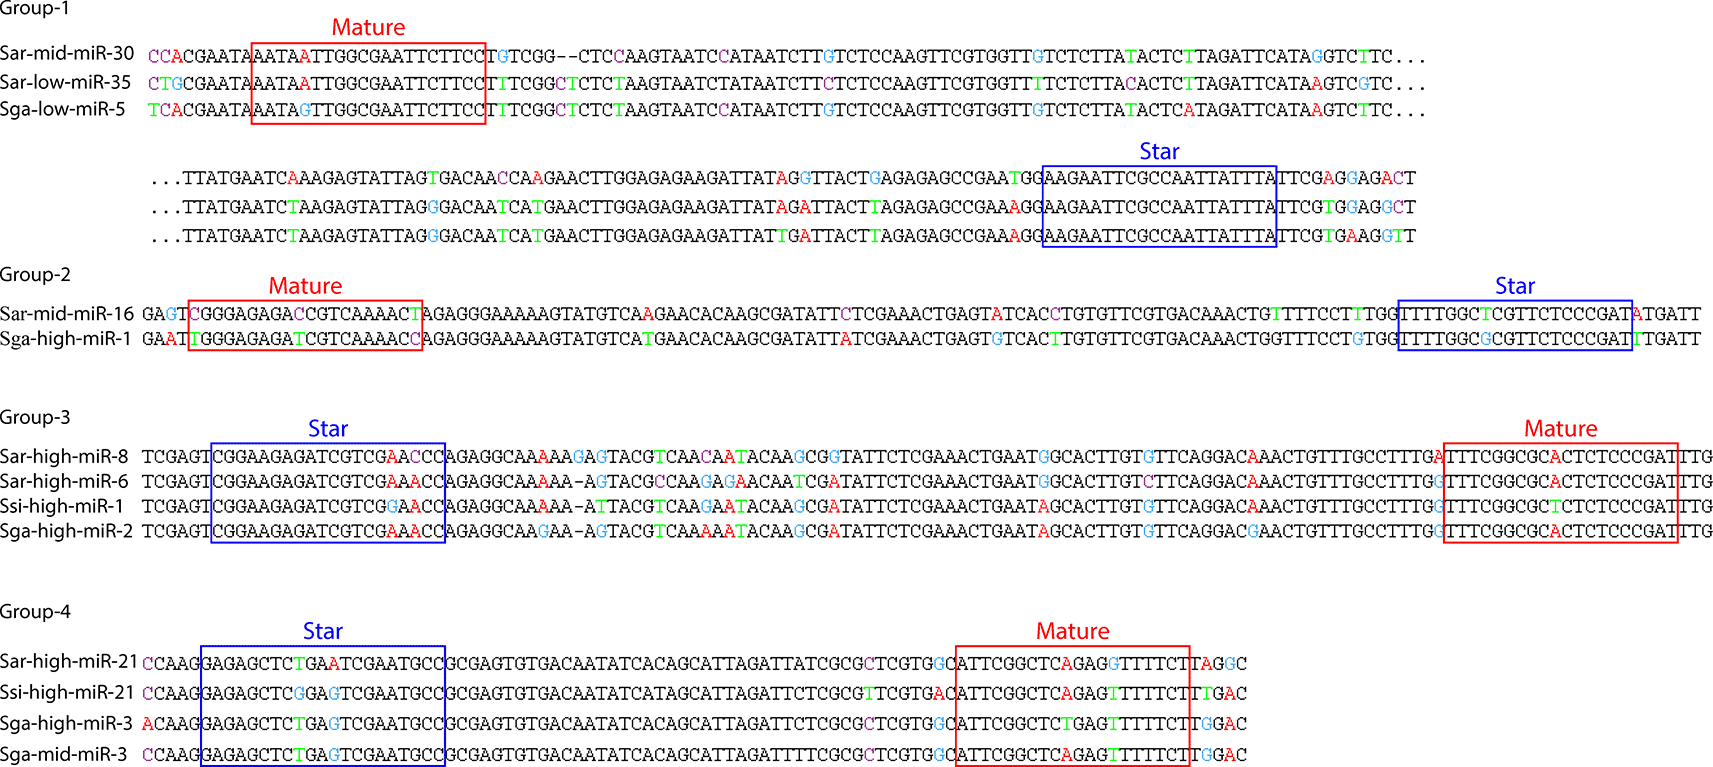 Group-1
Mature
Sar-mid-miR-30 CCACGAATAAATAATTGGCGAATTCTTCCTGTCGG--CTCCAAGTAATCCATAATCTTGTCTCCAAGTTCGTGGTTGTCTCTTATACTCTTAGATTCATAGGTCTTC...
Sar-low-miR-35 CTGCGAATAAATAATTGGCGAATTCTTCCTTTCGGCTCTCTAAGTAATCTATAATCTTCTCTCCAAGTTCGTGGTTTTCTCTTACACTCTTAGATTCATAAGTCGTC...
Sga-low-miR-5 TCACGAATAAATAGTTGGCGAATTCTTCCTTTCGGCTCTCTAAGTAATCCATAATCTTGTCTCCAAGTTCGTGGTTGTCTCTTATACTCATAGATTCATAAGTCTTC...
Star
...TTATGAATCAAAGAGTATTAGTGACAACCAAGAACTTGGAGAGAAGATTATAGGTTACTGAGAGAGCCGAATGGAAGAATTCGCCAATTATTTATTCGAGGAGACT
...TTATGAATCTAAGAGTATTAGGGACAATCATGAACTTGGAGAGAAGATTATAGATTACTTAGAGAGCCGAAAGGAAGAATTCGCCAATTATTTATTCGTGGAGGCT
...TTATGAATCTAAGAGTATTAGGGACAATCATGAACTTGGAGAGAAGATTATTGATTACTTAGAGAGCCGAAAGGAAGAATTCGCCAATTATTTATTCGTGAAGGTT
Group-2
Mature Star
Sar-mid-miR-16 GAGTCGGGAGAGACCGTCAAAACTAGAGGGAAAAAGTATGTCAAGAACACAAGCGATATTCTCGAAACTGAGTATCACCTGTGTTCGTGACAAACTGTTTTCCTTTGGTTTTGGCTCGTTCTCCCGATATGATT
Sga-high-miR-1 GAATTGGGAGAGATCGTCAAAACCAGAGGGAAAAAGTATGTCATGAACACAAGCGATATTATCGAAACTGAGTGTCACTTGTGTTCGTGACAAACTGGTTTCCTGTGGTTTTGGCGCGTTCTCCCGATTTGATT
Group-3
Star Mature
Sar-high-miR-8 TCGAGTCGGAAGAGATCGTCGAACCCAGAGGCAAAAAAGAGTACGTCAACAATACAAGCGGTATTCTCGAAACTGAATGGCACTTGTGTTCAGGACAAACTGTTTGCCTTTGATTTCGGCGCACTCTCCCGATTTG
Sar-high-miR-6 TCGAGTCGGAAGAGATCGTCGAAACCAGAGGCAAAAA-AGTACGCCAAGAGAACAATCGATATTCTCGAAACTGAATGGCACTTGTCTTCAGGACAAACTGTTTGCCTTTGGTTTCGGCGCACTCTCCCGATTTG
Ssi-high-miR-1 TCGAGTCGGAAGAGATCGTCGGAACCAGAGGCAAAAA-ATTACGTCAAGAATACAAGCGATATTCTCGAAACTGAATAGCACTTGTGTTCAGGACAAACTGTTTGCCTTTGGTTTCGGCGCTCTCTCCCGATTTG
Sga-high-miR-2 TCGAGTCGGAAGAGATCGTCGAAACCAGAGGCAAGAA-AGTACGTCAAAAATACAAGCGATATTCTCGAAACTGAATAGCACTTGTGTTCAGGACGAACTGTTTGCCTTTGGTTTCGGCGCACTCTCCCGATTTG
Group-4
Star Mature
Sar-high-miR-21 CCAAGGAGAGCTCTGAATCGAATGCCGCGAGTGTGACAATATCACAGCATTAGATTATCGCGCTCGTGGCATTCGGCTCAGAGGTTTTCTTAGGC
Ssi-high-miR-21 CCAAGGAGAGCTCGGAGTCGAATGCCGCGAGTGTGACAATATCATAGCATTAGATTCTCGCGTTCGTGACATTCGGCTCAGAGTTTTTCTTTGAC
Sga-high-miR-3 ACAAGGAGAGCTCTGAGTCGAATGCCGCGAGTGTGACAATATCACAGCATTAGATTCTCGCGCTCGTGGCATTCGGCTCTGAGTTTTTCTTGGAC
Sga-mid-miR-3 CCAAGGAGAGCTCTGAGTCGAATGCCGCGAGTGTGACAATATCACAGCATTAGATTTTCGCGCTCGTGGCATTCGGCTCAGAGTTTTTCTTGGAC